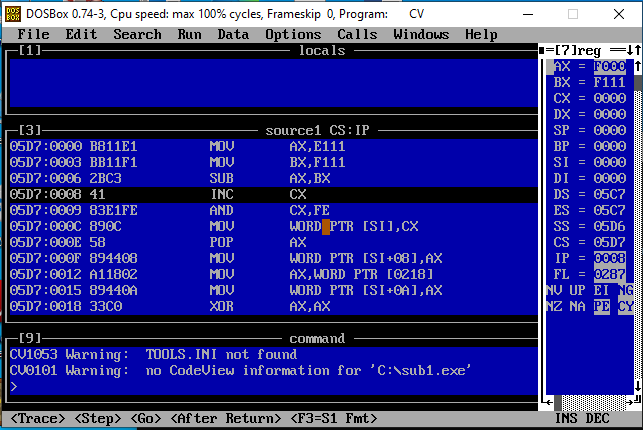 DOSBox 0.74-3, Cpu speed: max 100% cycles, Frameskip 0, Program: CV
File Edit Search Run Data Options Calls Windows Help
[1] locals
[3] source1 CS:IP
05D7:0000 B811E1 MOV AX,E111
05D7:0003 BB11F1 MOV BX,F111
05D7:0006 2BC3 SUB AX,BX
05D7:0008 41 INC CX
05D7:0009 83E1FE AND CX,FE
05D7:000C 890C MOV WORD PTR [SI],CX
05D7:000E 58 POP AX
05D7:000F 894408 MOV WORD PTR [SI+08],AX
05D7:0012 A11802 MOV AX,WORD PTR [0218]
05D7:0015 89440A MOV WORD PTR [SI+0A],AX
05D7:0018 33C0 XOR AX,AX
[9] command
CV1053 Warning: TOOLS.INI not found
CV0101 Warning: no CodeView information for 'C:\sub1.exe'
>
[7]reg
AX = F000
BX = F111
CX = 0000
DX = 0000
SP = 0000
BP = 0000
SI = 0000
DI = 0000
DS = 05C7
ES = 05C7
SS = 05D6
CS = 05D7
IP = 0008
FL = 0287
NV UP EI NG
NZ NA PE CY
<Trace> <Step> <Go> <After Return> <F3=S1 Fmt> INS DEC